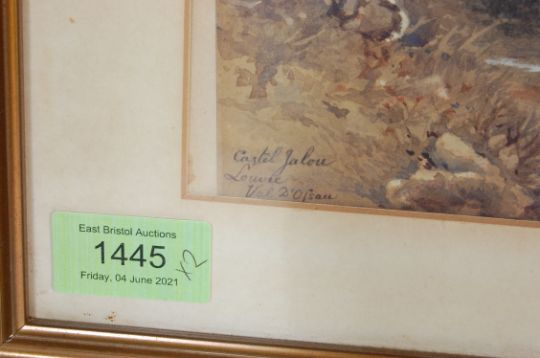 Castel Jalou
Louvie
Val D'Ossau
East Bristol Auctions
1445
X2
Friday, 04 June 2021